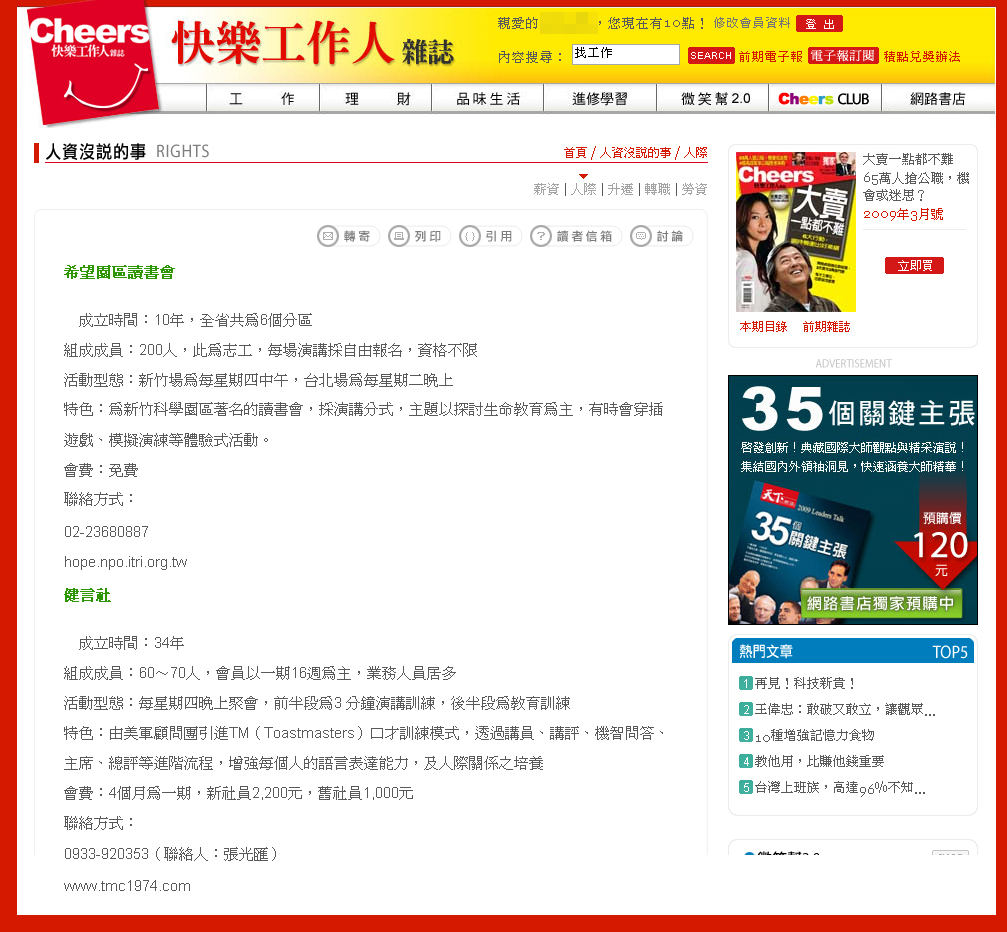 Cheers
快樂工作人雜誌
快樂工作人 雜誌
親愛的 ，您現在有10點！ 修改會員資料 登 出
內容搜尋： 找工作 SEARCH 前期電子報 電子報訂閱 積點兌獎辦法
工 作 理 財 品味生活 進修學習 微笑幫2.0 Cheers CLUB 網路書店
人資沒説的事 RIGHTS
首頁 / 人資沒説的事 / 人際
薪資 | 人際 | 升遷 | 轉職 | 勞資
轉寄 列印 引用 讀者信箱 討論
希望園區讀書會
成立時間：10年，全省共為6個分區
組成成員：200人，此為志工，每場演講採自由報名，資格不限
活動型態：新竹場為每星期四中午，台北場為每星期二晚上
特色：為新竹科學園區著名的讀書會，採演講分式，主題以探討生命教育為主，有時會穿插
遊戲、模擬演練等體驗式活動。
會費：免費
聯絡方式：
02-23680887
hope.npo.itri.org.tw
健言社
成立時間：34年
組成成員：60～70人，會員以一期16週為主，業務人員居多
活動型態：每星期四晚上聚會，前半段為3 分鐘演講訓練，後半段為教育訓練
特色：由美軍顧問團引進TM（Toastmasters）口才訓練模式，透過講員、講評、機智問答、
主席、總評等進階流程，增強每個人的語言表達能力，及人際關係之培養
會費：4個月為一期，新社員2,200元，舊社員1,000元
聯絡方式：
0933-920353（聯絡人：張光匯）
www.tmc1974.com
Cheers
獨家
大賣
一點都不難
大賣一點都不難
65萬人搶公職，機
會或迷思？
2009年3月號
立即買
本期目錄 前期雜誌
ADVERTISEMENT
35個關鍵主張
啓發創新！典藏國際大師觀點與精采演說！
集結國內外領袖洞見，快速涵養大師精華！
天下
2009 Leaders Talk
35個
關鍵主張
預購價
120
元
網路書店獨家預購中
熱門文章 TOP5
1 再見！科技新貴！
2 王偉忠：敢破又敢立，讓觀眾...
3 10種增強記憶力食物
4 教他用，比賺他錢重要
5 台灣上班族，高達96%不知...
微笑幫2.0